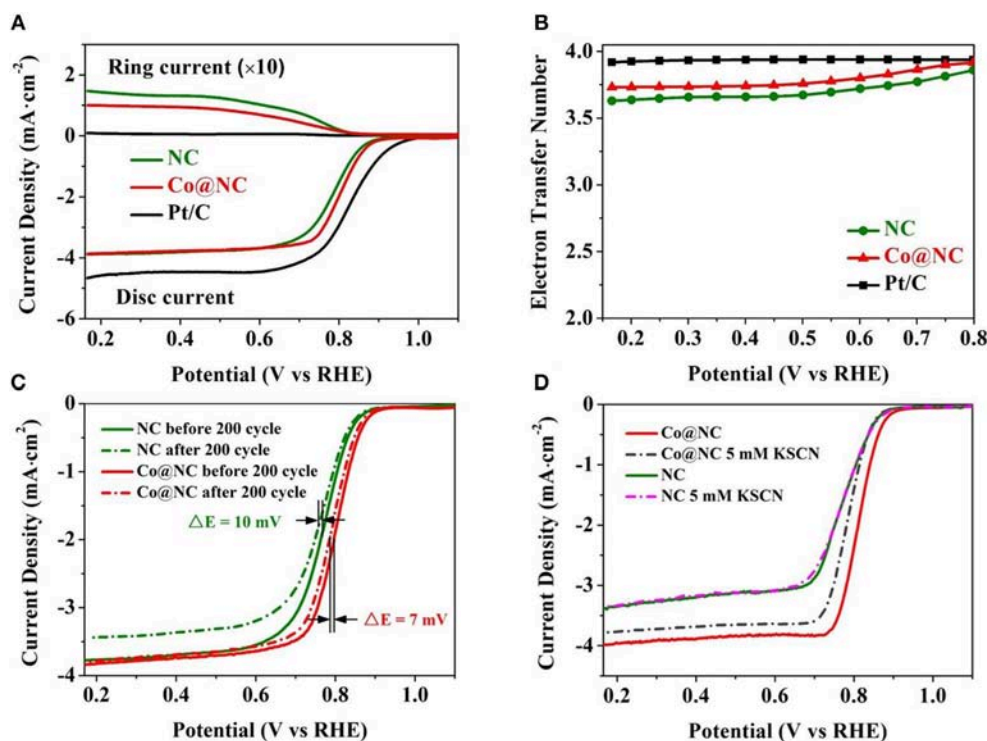 A
Current Density (mA·cm⁻²)
2
0
-2
-4
-6
Ring current (×10)
NC
Co@NC
Pt/C
Disc current
0.2
0.4
0.6
0.8
1.0
Potential (V vs RHE)
B
Electron Transfer Number
4.0
3.5
3.0
2.5
2.0
NC
Co@NC
Pt/C
0.2
0.3
0.4
0.5
0.6
0.7
0.8
Potential (V vs RHE)
C
Current Density (mA·cm⁻²)
0
-1
-2
-3
-4
NC before 200 cycle
NC after 200 cycle
Co@NC before 200 cycle
Co@NC after 200 cycle
△E = 10 mV
△E = 7 mV
0.2
0.4
0.6
0.8
1.0
Potential (V vs RHE)
D
Current Density (mA·cm⁻²)
0
-1
-2
-3
-4
-5
Co@NC
Co@NC 5 mM KSCN
NC
NC 5 mM KSCN
0.2
0.4
0.6
0.8
1.0
Potential (V vs RHE)